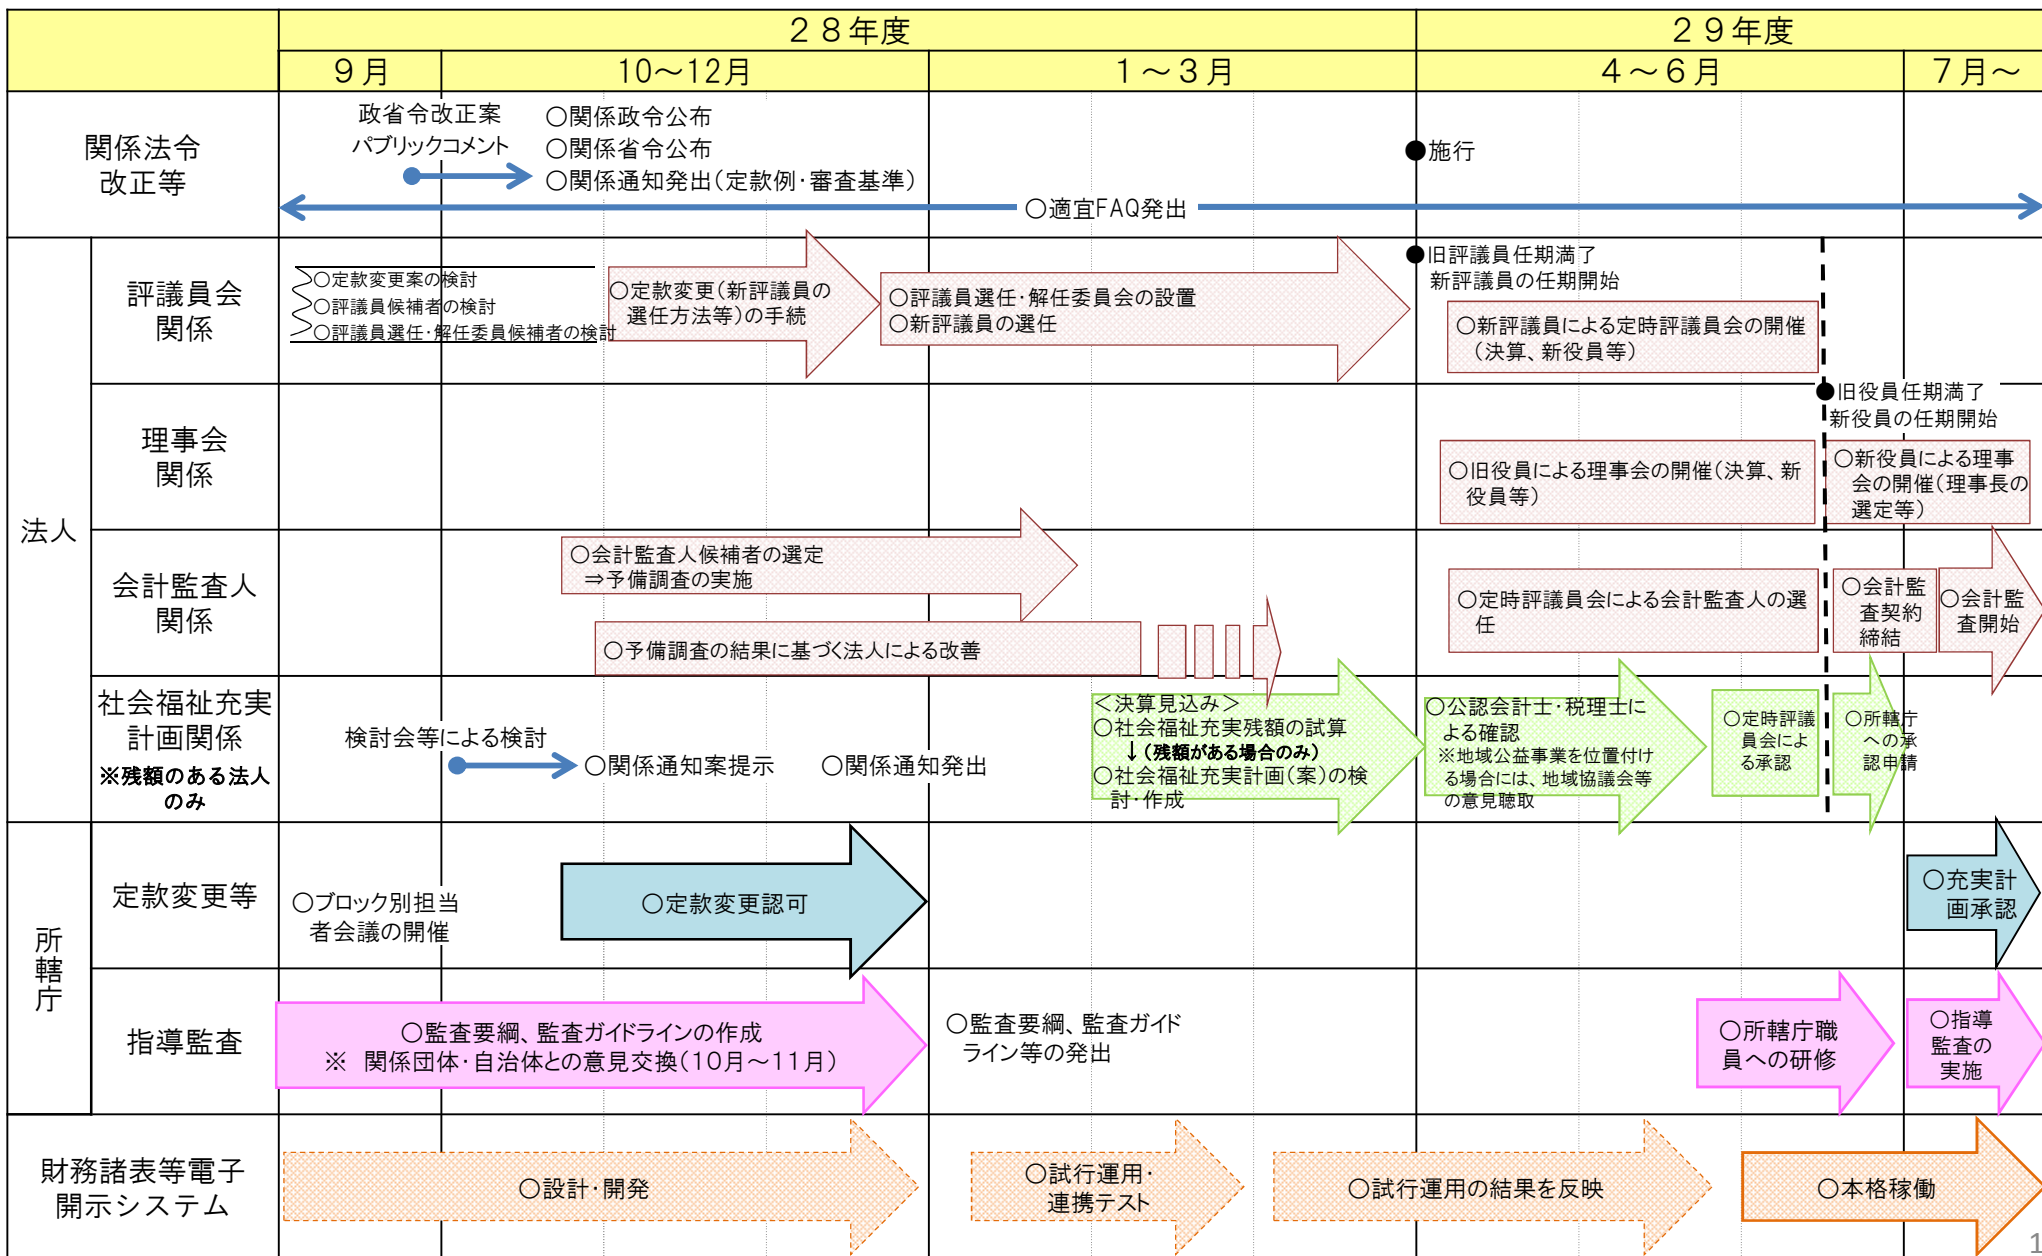 ２８年度
２９年度
９月
10～12月
１～３月
４～６月
７月～
関係法令
改正等
政省令改正案
パブリックコメント
○関係政令公布
○関係省令公布
○関係通知発出（定款例・審査基準）
●施行
○適宜FAQ発出
法人
評議員会
関係
○定款変更案の検討
○評議員候補者の検討
○評議員選任・解任委員候補者の検討
○定款変更（新評議員の
選任方法等）の手続
○評議員選任・解任委員会の設置
○新評議員の選任
●旧評議員任期満了
新評議員の任期開始
○新評議員による定時評議員会の開催
（決算、新役員等）
理事会
関係
●旧役員任期満了
新役員の任期開始
○旧役員による理事会の開催（決算、新
役員等）
○新役員による理事
会の開催（理事長の
選定等）
会計監査人
関係
○会計監査人候補者の選定
⇒予備調査の実施
○予備調査の結果に基づく法人による改善
○定時評議員会による会計監査人の選
任
○会計監
査契約
締結
○会計監
査開始
社会福祉充実
計画関係
※残額のある法人
のみ
検討会等による検討
○関係通知案提示
○関係通知発出
＜決算見込み＞
○社会福祉充実残額の試算
↓（残額がある場合のみ）
○社会福祉充実計画（案）の検
討・作成
○公認会計士・税理士に
よる確認
※地域公益事業を位置付け
る場合には、地域協議会等
の意見聴取
○定時評議
員会によ
る承認
○所轄庁
への承
認申請
所轄庁
定款変更等
○ブロック別担当
者会議の開催
○定款変更認可
○充実計
画承認
指導監査
○監査要綱、監査ガイドラインの作成
※　関係団体・自治体との意見交換（10月～11月）
○監査要綱、監査ガイド
ライン等の発出
○所轄庁職
員への研修
○指導
監査の
実施
財務諸表等電子
開示システム
○設計・開発
○試行運用・
連携テスト
○試行運用の結果を反映
○本格稼働
1